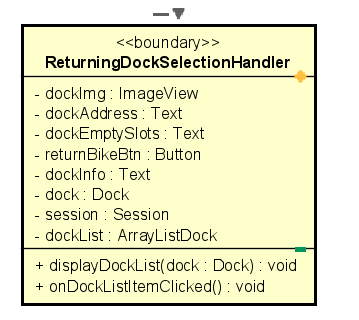 <<boundary>>
ReturningDockSelectionHandler
- dockImg : ImageView
- dockAddress : Text
- dockEmptySlots : Text
- returnBikeBtn : Button
- dockInfo : Text
- dock : Dock
- session : Session
- dockList : ArrayListDock
+ displayDockList(dock : Dock) : void
+ onDockListItemClicked() : void